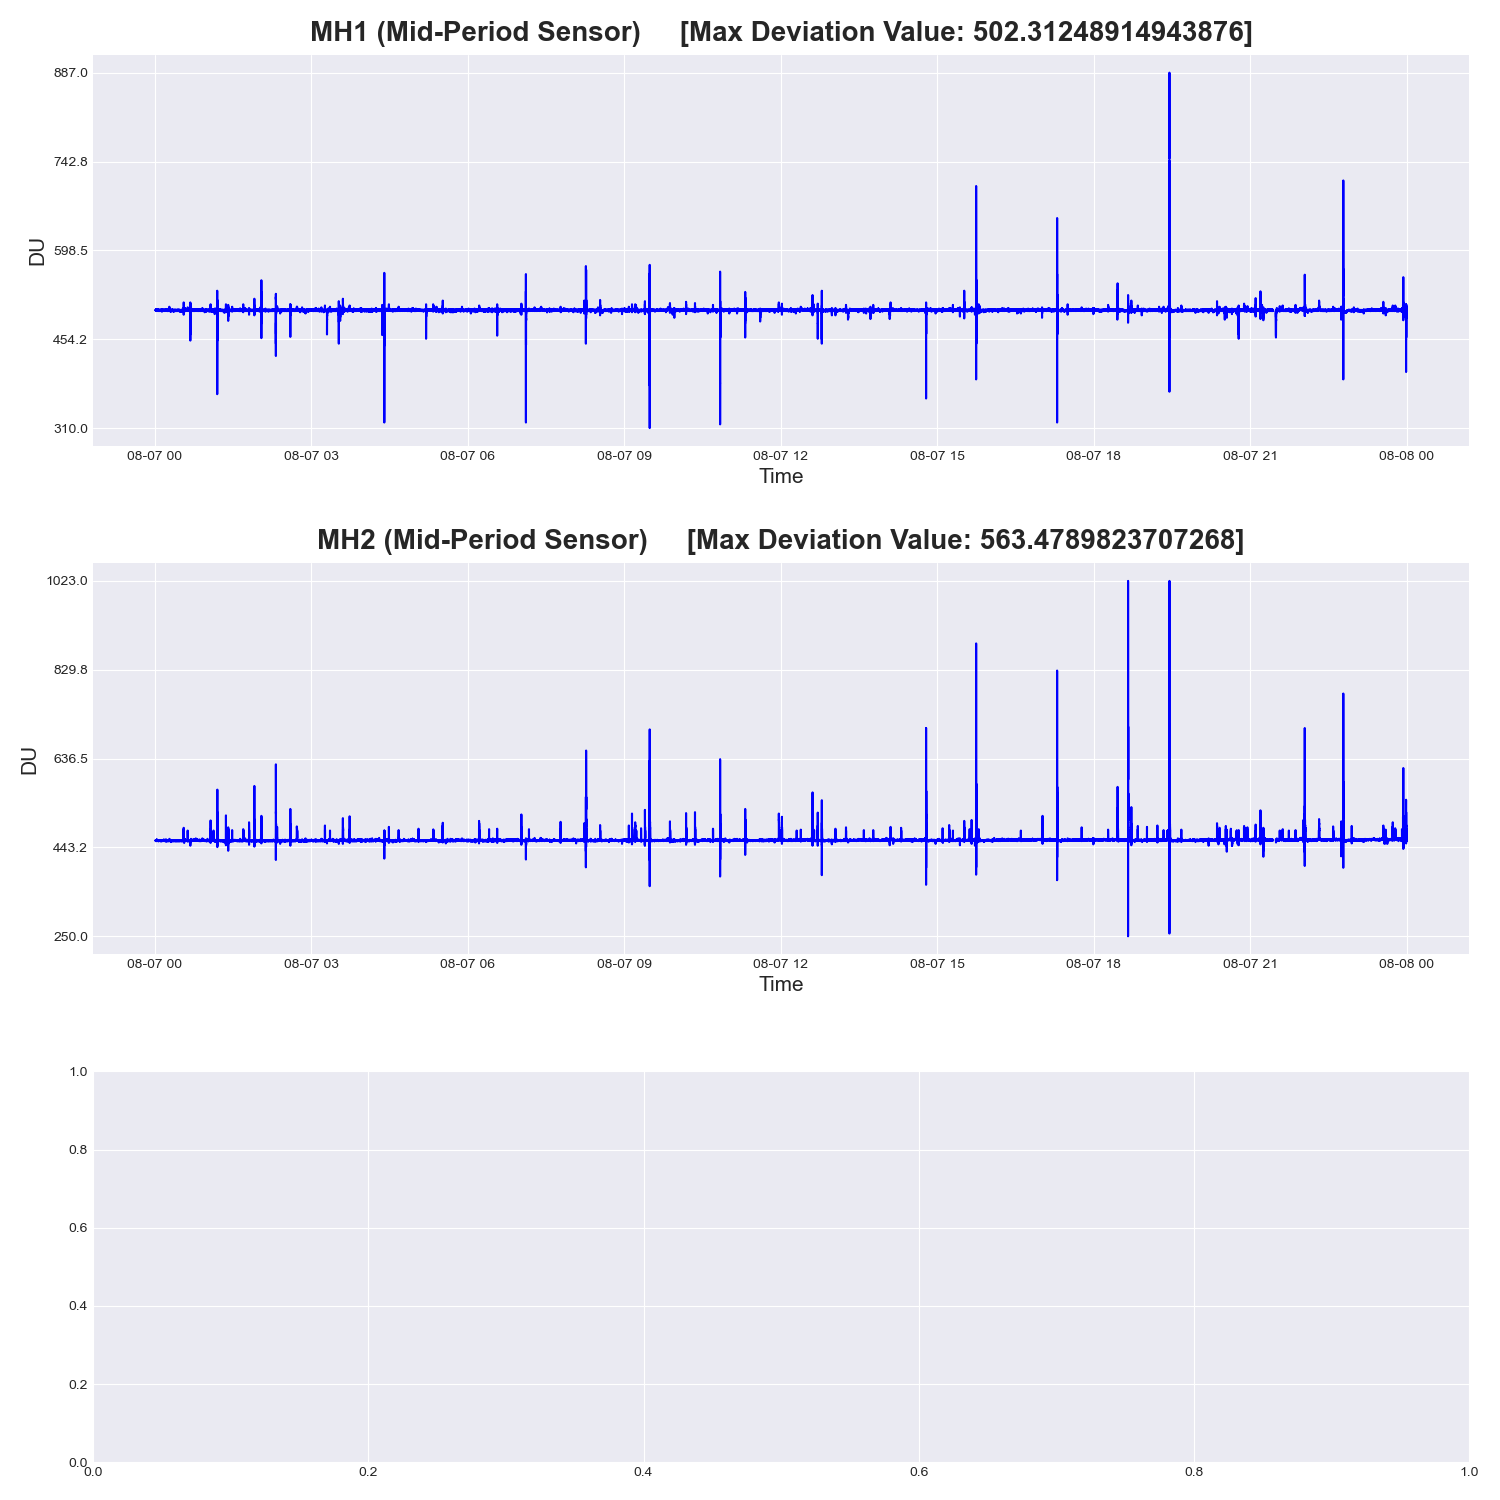 MH1 (Mid-Period Sensor) [Max Deviation Value: 502.31248914943876]
887.0
742.8
598.5
454.2
310.0
DU
08-07 00 08-07 03 08-07 06 08-07 09 08-07 12 08-07 15 08-07 18 08-07 21 08-08 00
Time
MH2 (Mid-Period Sensor) [Max Deviation Value: 563.4789823707268]
1023.0
829.8
636.5
443.2
250.0
DU
08-07 00 08-07 03 08-07 06 08-07 09 08-07 12 08-07 15 08-07 18 08-07 21 08-08 00
Time
1.0
0.8
0.6
0.4
0.2
0.0
0.0 0.2 0.4 0.6 0.8 1.0